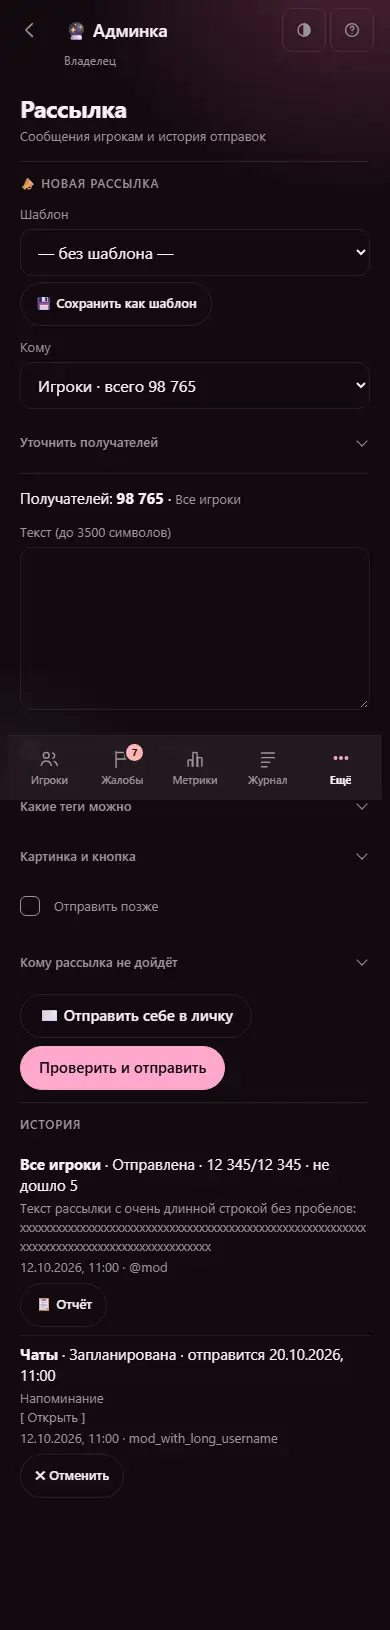 Админка
Владелец
Рассылка
Сообщения игрокам и история отправок
НОВАЯ РАССЫЛКА
Шаблон
— без шаблона —
Сохранить как шаблон
Кому
Игроки · всего 98 765
Уточнить получателей
Получателей: 98 765 · Все игроки
Текст (до 3500 символов)
7
Игроки
Жалобы
Метрики
Журнал
Ещё
Какие теги можно
Картинка и кнопка
Отправить позже
Кому рассылка не дойдёт
Отправить себе в личку
Проверить и отправить
ИСТОРИЯ
Все игроки · Отправлена · 12 345/12 345 · не
дошло 5
Текст рассылки с очень длинной строкой без пробелов:
12.10.2026, 11:00 · @mod
Отчёт
Чаты · Запланирована · отправится 20.10.2026,
11:00
Напоминание
[ Открыть ]
12.10.2026, 11:00 · mod_with_long_username
✕ Отменить